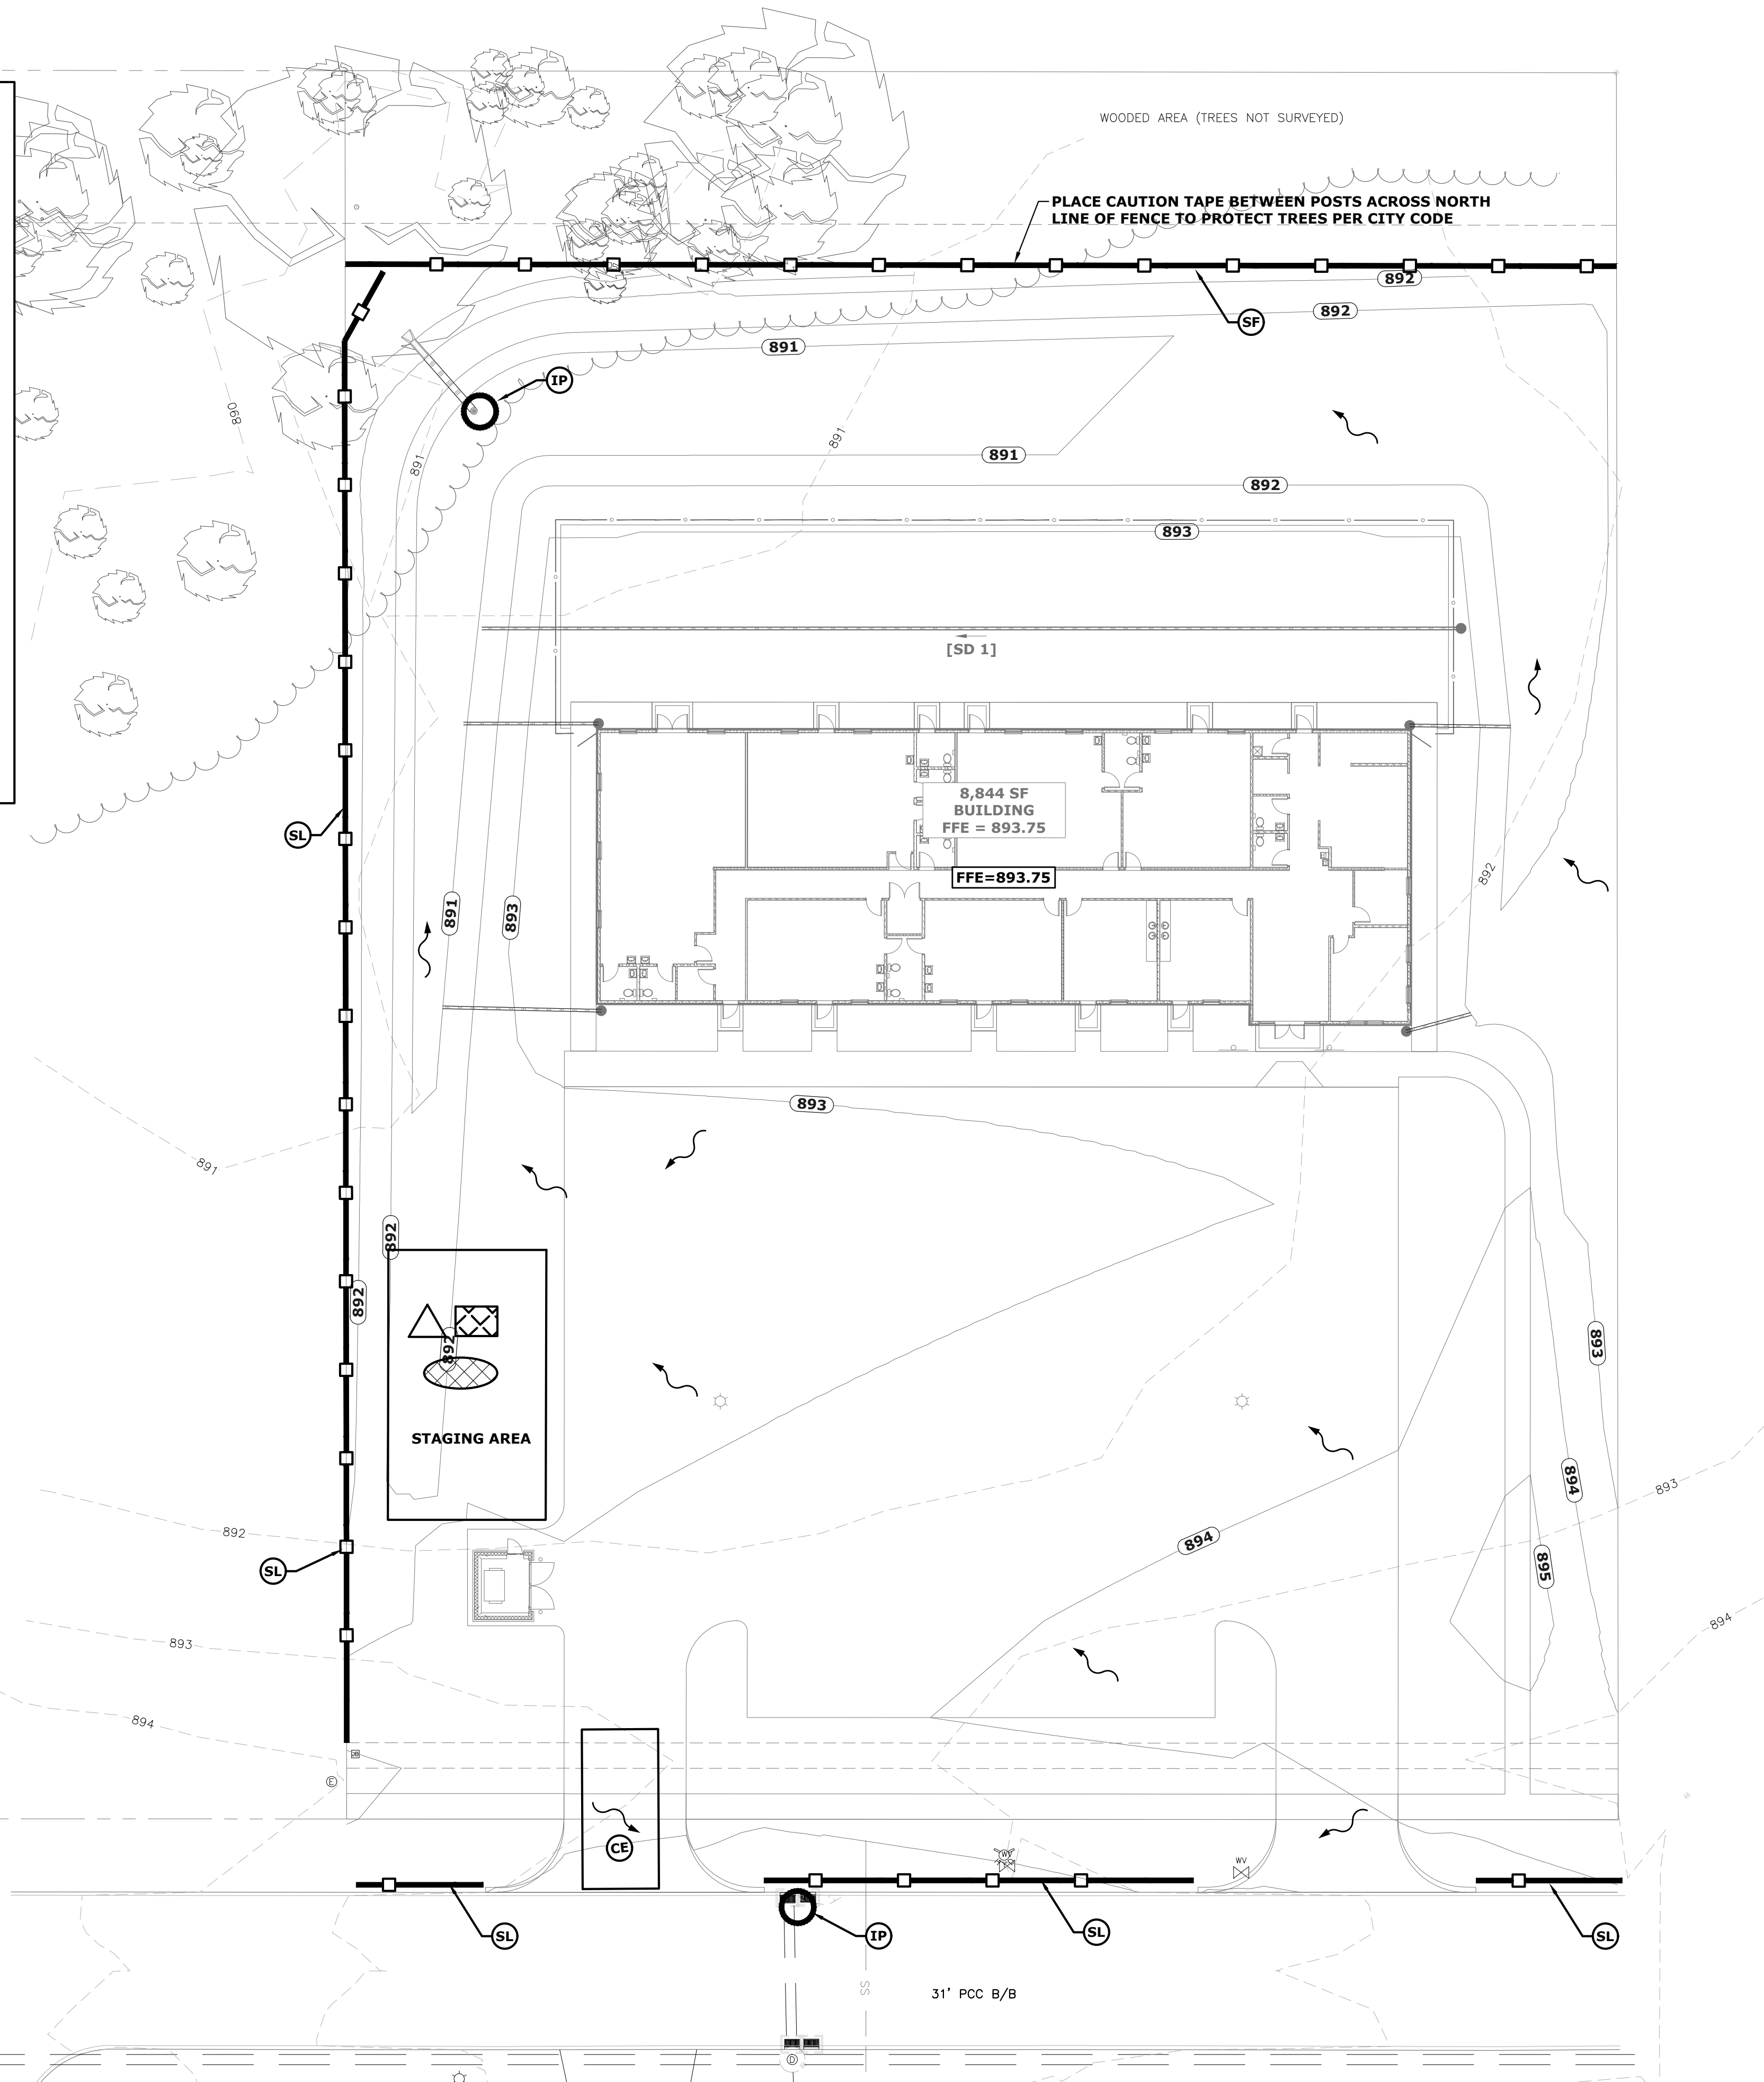 WOODED AREA (TREES NOT SURVEYED)
PLACE CAUTION TAPE BETWEEN POSTS ACROSS NORTH
LINE OF FENCE TO PROTECT TREES PER CITY CODE
892
892
SF
891
IP
890
891
891
891
892
893
[SD 1]
8,844 SF
BUILDING
FFE = 893.75
SL
FFE=893.75
892
891
893
893
891
892
892
892
893
STAGING AREA
894
893
892
894
895
SL
893
894
894
E
CE
WV
WV
SL
IP
SL
SL
SS
31' PCC B/B
D